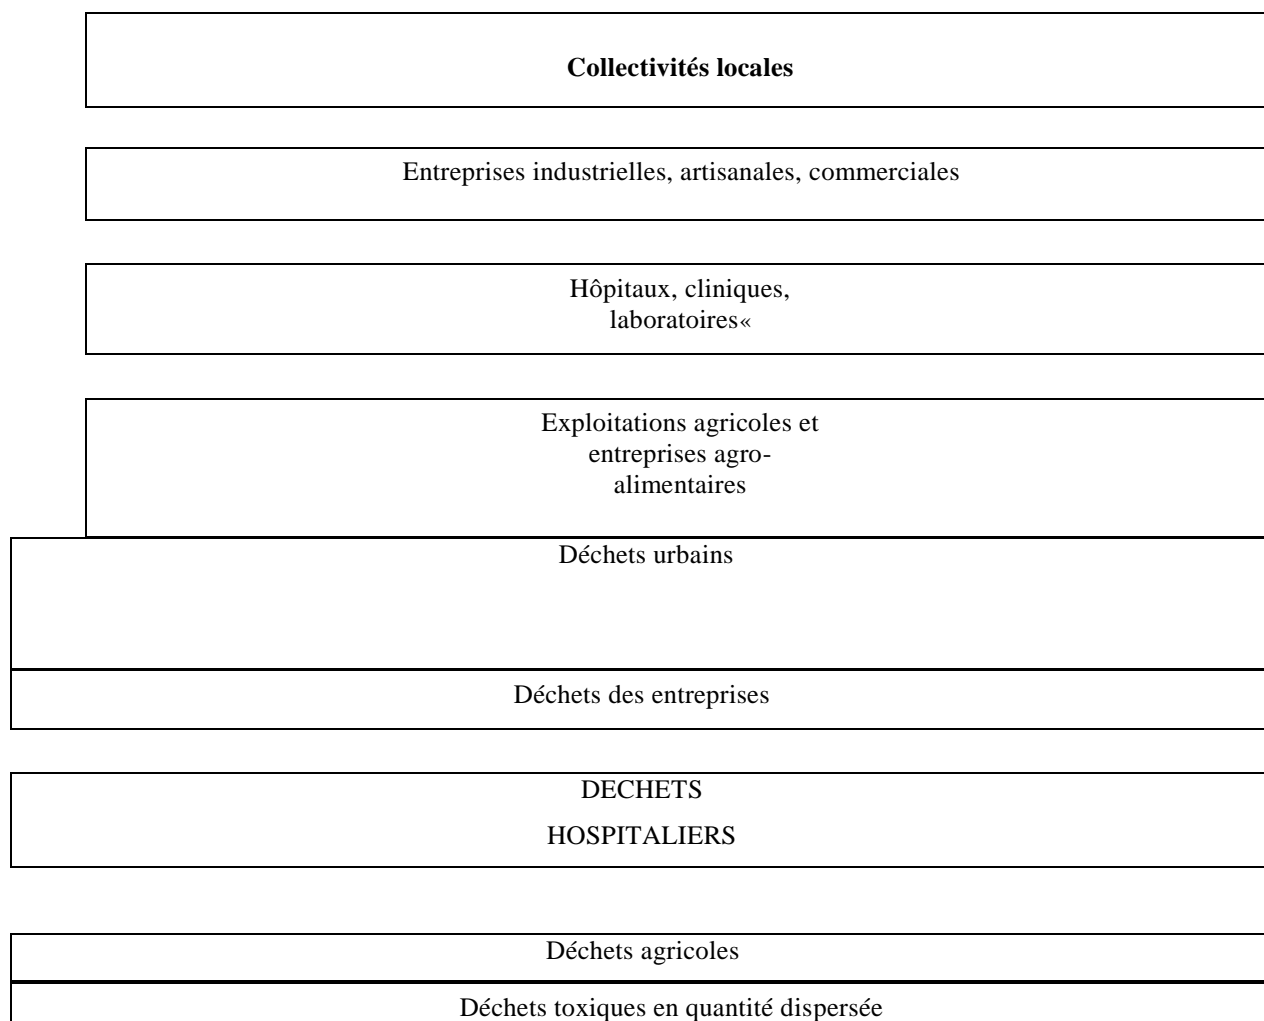 Collectivités locales
Entreprises industrielles, artisanales, commerciales
Hôpitaux, cliniques,
laboratoires«
Exploitations agricoles et
entreprises agro-
alimentaires
Déchets urbains
Déchets des entreprises
DECHETS
HOSPITALIERS
Déchets agricoles
Déchets toxiques en quantité dispersée